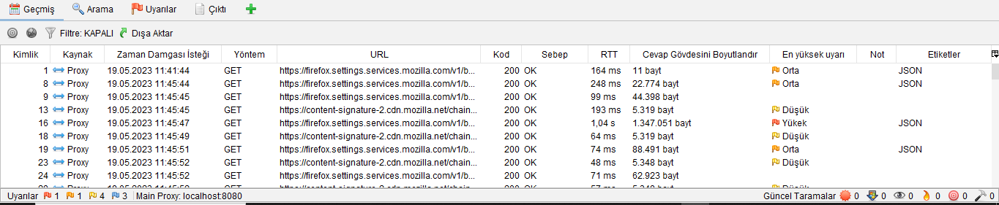 Geçmiş Arama Uyarılar Çıktı
Filtre: KAPALI Dışa Aktar
Kimlik Kaynak Zaman Damgası İsteği Yöntem URL Kod Sebep RTT Cevap Gövdesini Boyutlandır En yüksek uyarı Not Etiketler
1 Proxy 19.05.2023 11:41:44 GET https://firefox.settings.services.mozilla.com/v1/b... 200 OK 164 ms 11 bayt Orta JSON
8 Proxy 19.05.2023 11:45:44 GET https://firefox.settings.services.mozilla.com/v1/b... 200 OK 248 ms 22.774 bayt Orta JSON
9 Proxy 19.05.2023 11:45:45 GET https://firefox.settings.services.mozilla.com/v1/b... 200 OK 99 ms 44.398 bayt
13 Proxy 19.05.2023 11:45:45 GET https://content-signature-2.cdn.mozilla.net/chain... 200 OK 193 ms 5.319 bayt Düşük
16 Proxy 19.05.2023 11:45:47 GET https://firefox.settings.services.mozilla.com/v1/b... 200 OK 1,04 s 1.347.051 bayt Yükek JSON
18 Proxy 19.05.2023 11:45:49 GET https://content-signature-2.cdn.mozilla.net/chain... 200 OK 64 ms 5.319 bayt Düşük
19 Proxy 19.05.2023 11:45:51 GET https://firefox.settings.services.mozilla.com/v1/b... 200 OK 74 ms 88.491 bayt Orta JSON
23 Proxy 19.05.2023 11:45:52 GET https://content-signature-2.cdn.mozilla.net/chain... 200 OK 48 ms 5.348 bayt Düşük
24 Proxy 19.05.2023 11:45:52 GET https://firefox.settings.services.mozilla.com/v1/b... 200 OK 71 ms 62.923 bayt
Uyarılar 1 1 4 3 Main Proxy: localhost:8080 Güncel Taramalar 0 0 0 0 0 0